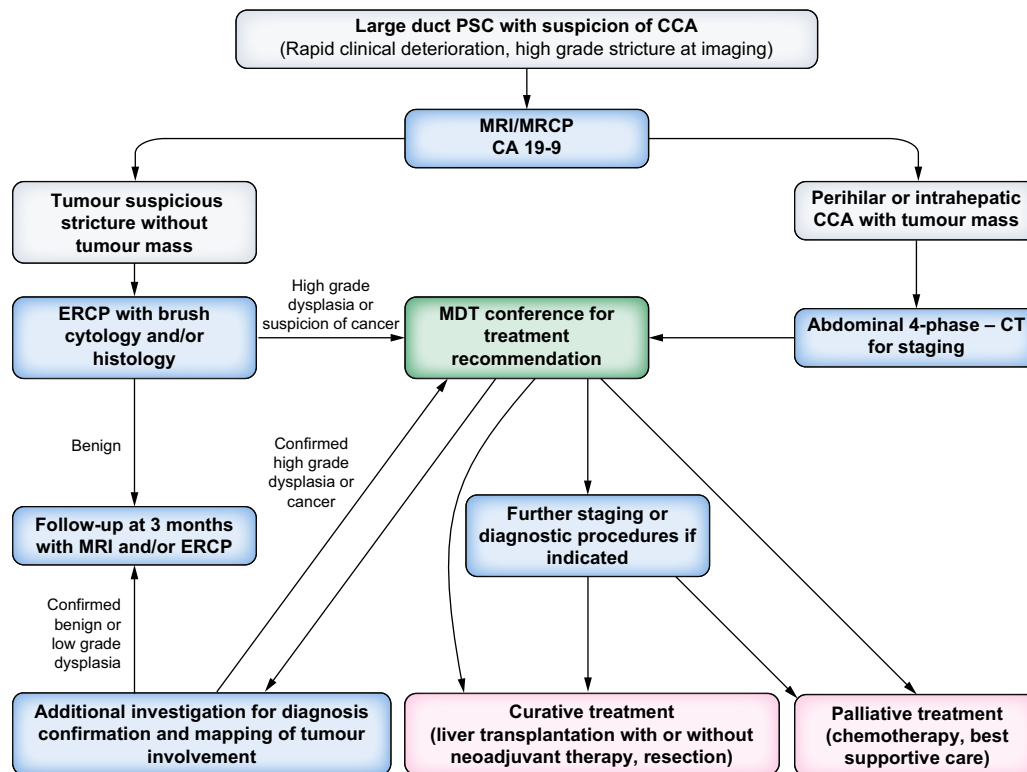 Large duct PSC with suspicion of CCA
(Rapid clinical deterioration, high grade stricture at imaging)
MRI/MRCP
CA 19-9
Tumour suspicious
stricture without
tumour mass
Perihilar or intrahepatic
CCA with tumour mass
ERCP with brush
cytology and/or
histology
High grade
dysplasia or
suspicion of cancer
MDT conference for
treatment
recommendation
Abdominal 4-phase – CT
for staging
Benign
Confirmed
high grade
dysplasia or
cancer
Follow-up at 3 months
with MRI and/or ERCP
Further staging or
diagnostic procedures if
indicated
Confirmed
benign or
low grade
dysplasia
Additional investigation for diagnosis
confirmation and mapping of tumour
involvement
Curative treatment
(liver transplantation with or without
neoadjuvant therapy, resection)
Palliative treatment
(chemotherapy, best
supportive care)